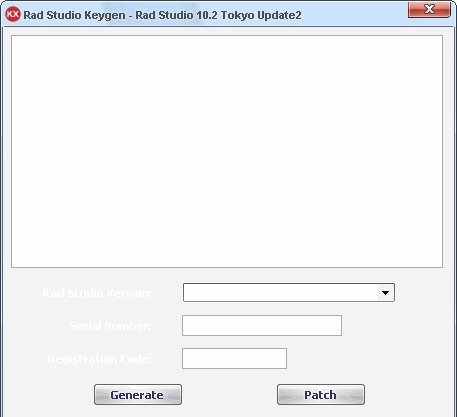 KX Rad Studio Keygen - Rad Studio 10.2 Tokyo Update2
Rad Studio Version:
Serial Number:
Registration Code:
Generate Patch